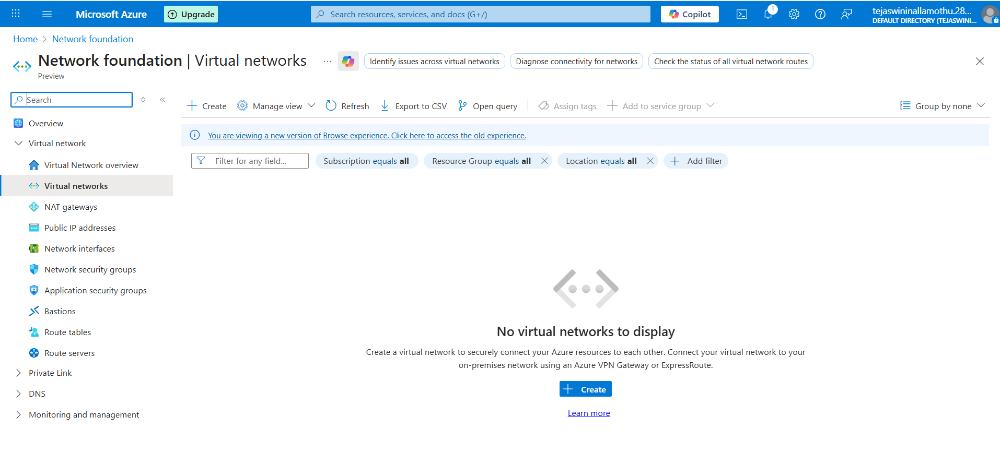 Microsoft Azure
Upgrade
Search resources, services, and docs (G+/)
Copilot
1
tejaswininallamothu.28...
DEFAULT DIRECTORY (TEJASWINI,...
Home > Network foundation
Network foundation | Virtual networks
...
Identify issues across virtual networks
Diagnose connectivity for networks
Check the status of all virtual network routes
Preview
Search
Create
Manage view
Refresh
Export to CSV
Open query
Assign tags
Add to service group
Group by none
You are viewing a new version of Browse experience. Click here to access the old experience.
Filter for any field...
Subscription equals all
Resource Group equals all
Location equals all
Add filter
Overview
Virtual network
Virtual Network overview
Virtual networks
NAT gateways
Public IP addresses
Network interfaces
Network security groups
Application security groups
Bastions
Route tables
Route servers
Private Link
DNS
Monitoring and management
No virtual networks to display
Create a virtual network to securely connect your Azure resources to each other. Connect your virtual network to your
on-premises network using an Azure VPN Gateway or ExpressRoute.
Create
Learn more